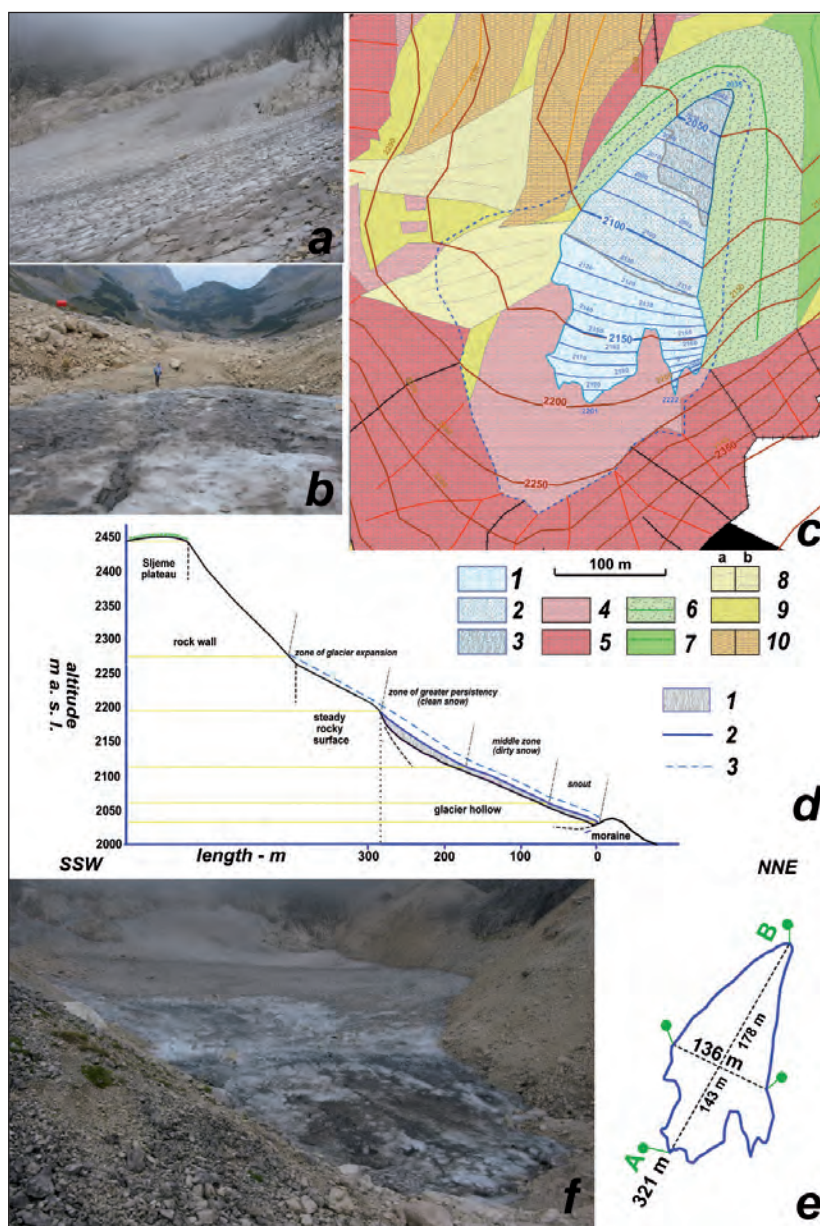 a
b
2050
2100
2150
2200
2250
2350
2201
2222
c
100 m
a b
1
2
3
4
5
6
7
8
9
10
1
2
3
2450
2400
2350
2300
2250
2200
2150
2100
2050
2000
altitude
m a. s. l.
Sljeme
plateau
rock wall
zone of glacier expansion
zone of greater persistency
(clean snow)
steady
rocky
surface
middle zone
(dirty snow)
snout
glacier hollow
moraine
300
200
100
0
SSW
length - m
NNE
d
A
B
136 m
178 m
143 m
321 m
e
f